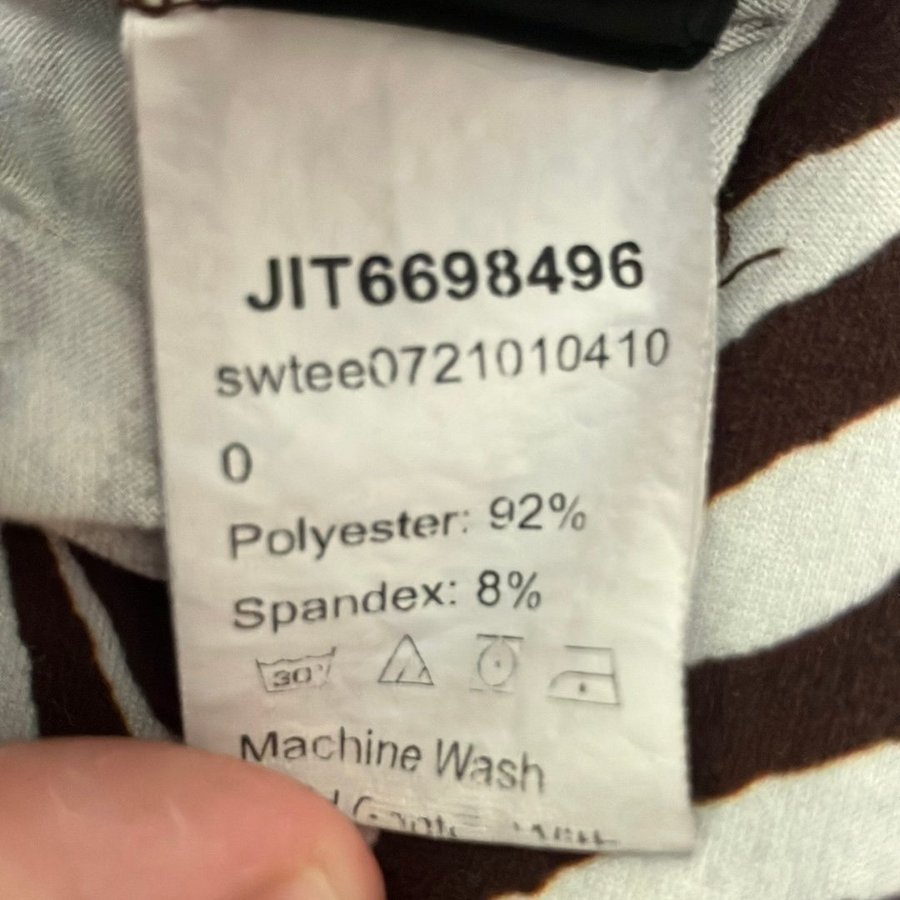 JIT6698496
swtee0721010410
0
Polyester: 92%
Spandex: 8%
30°
Machine Wash